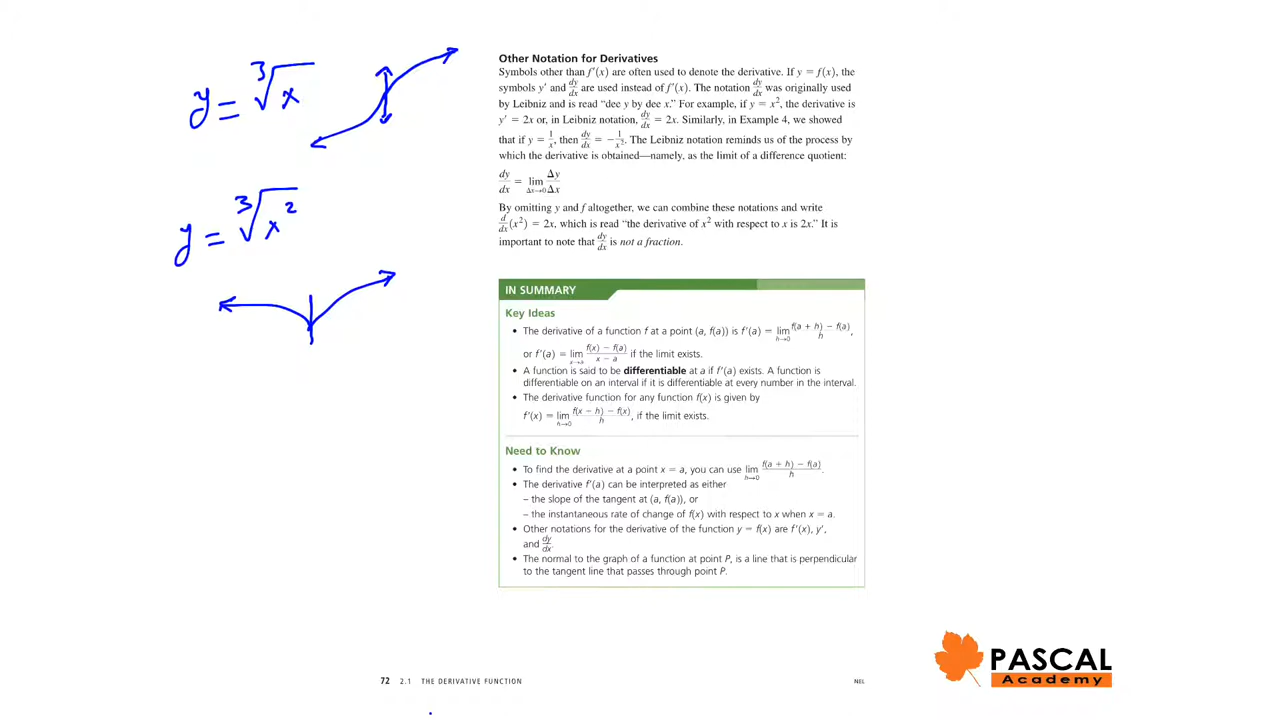 y = ∛x
y = ∛x²
Other Notation for Derivatives
Symbols other than f′(x) are often used to denote the derivative. If y = f(x), the
symbols y′ and dy/dx are used instead of f′(x). The notation dy/dx was originally used
by Leibniz and is read “dee y by dee x.” For example, if y = x², the derivative is
y′ = 2x or, in Leibniz notation, dy/dx = 2x. Similarly, in Example 4, we showed
that if y = 1/x, then dy/dx = −1/x². The Leibniz notation reminds us of the process by
which the derivative is obtained—namely, as the limit of a difference quotient:
dy/dx = lim Δx→0 Δy/Δx
By omitting y and f altogether, we can combine these notations and write
d/dx(x²) = 2x, which is read “the derivative of x² with respect to x is 2x.” It is
important to note that dy/dx is not a fraction.
IN SUMMARY
Key Ideas
• The derivative of a function f at a point (a, f(a)) is f′(a) = lim h→0 f(a + h) − f(a)/h,
or f′(a) = lim x→a f(x) − f(a)/x − a if the limit exists.
• A function is said to be differentiable at a if f′(a) exists. A function is
differentiable on an interval if it is differentiable at every number in the interval.
• The derivative function for any function f(x) is given by
f′(x) = lim h→0 f(x − h) − f(x)/h, if the limit exists.
Need to Know
• To find the derivative at a point x = a, you can use lim h→0 f(a + h) − f(a)/h.
• The derivative f′(a) can be interpreted as either
– the slope of the tangent at (a, f(a)), or
– the instantaneous rate of change of f(x) with respect to x when x = a.
• Other notations for the derivative of the function y = f(x) are f′(x), y′,
and dy/dx.
• The normal to the graph of a function at point P, is a line that is perpendicular
to the tangent line that passes through point P.
PASCAL
Academy
72 2.1 THE DERIVATIVE FUNCTION
NEL